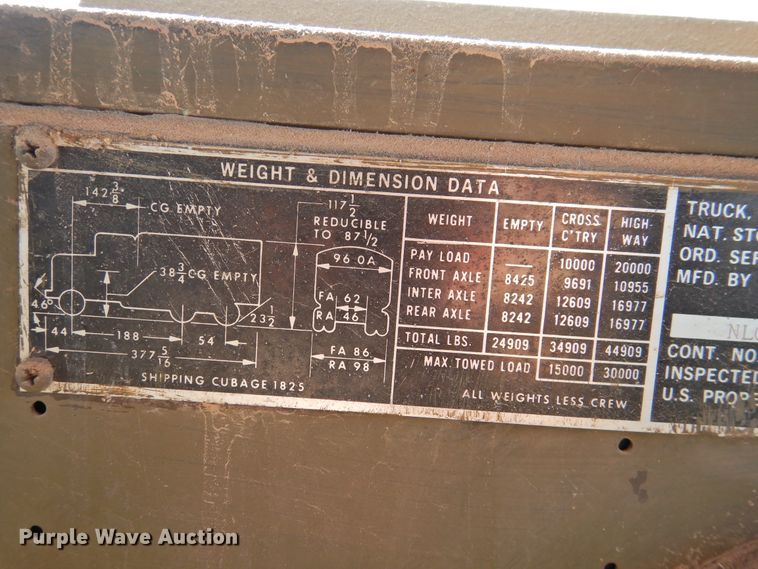 WEIGHT & DIMENSION DATA
142 3/8
CG EMPTY
117 1/2
REDUCIBLE
TO 87 1/2
96 OA
38 3/4 CG EMPTY
46°
FA 62
RA 46
23 1/2
44
188
54
377 5/16
FA 86
RA 98
SHIPPING CUBAGE 1825
WEIGHT EMPTY CROSS C'TRY HIGH-WAY
PAY LOAD — 10000 20000
FRONT AXLE 8425 9691 10955
INTER AXLE 8242 12609 16977
REAR AXLE 8242 12609 16977
TOTAL LBS. 24909 34909 44909
MAX. TOWED LOAD 15000 30000
ALL WEIGHTS LESS CREW
TRUCK,
NAT. STO
ORD. SER
MFD. BY
CONT. NO.
INSPECTED
U.S. PROPE
Purple Wave Auction